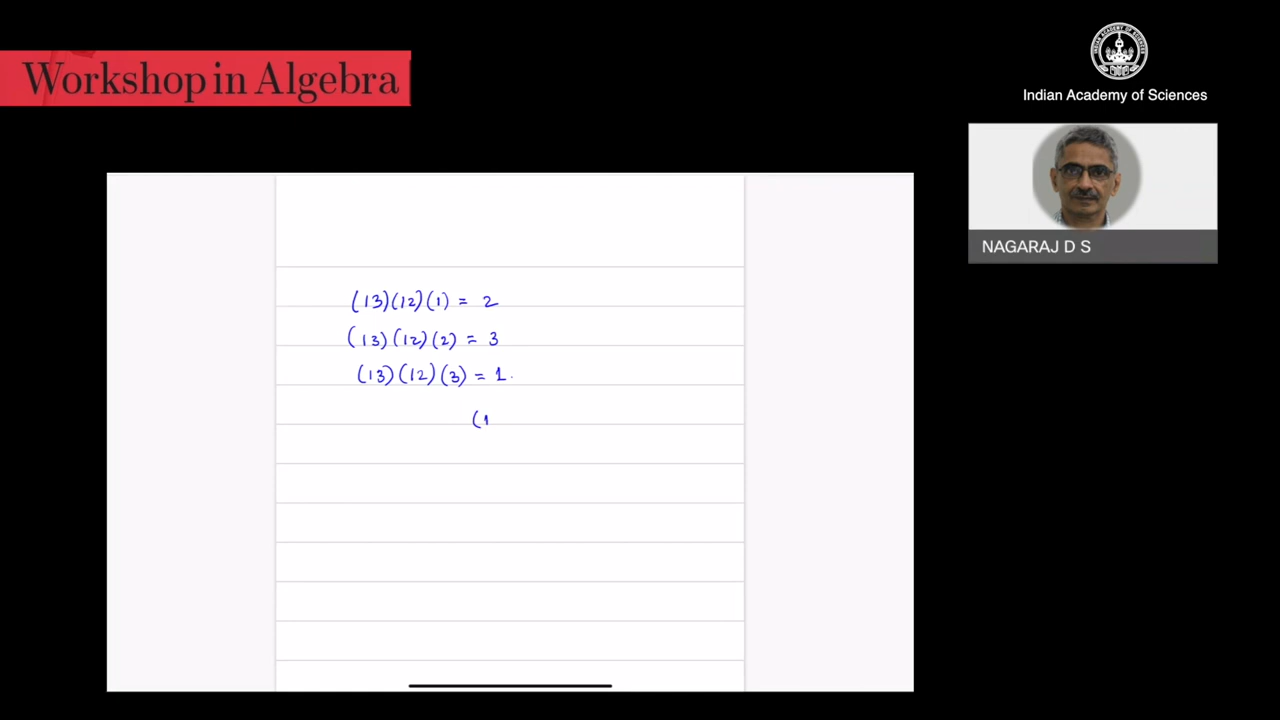 Workshop in Algebra
Indian Academy of Sciences
NAGARAJ D S
(13)(12)(1) = 2
(13)(12)(2) = 3
(13)(12)(3) = 1.
(1